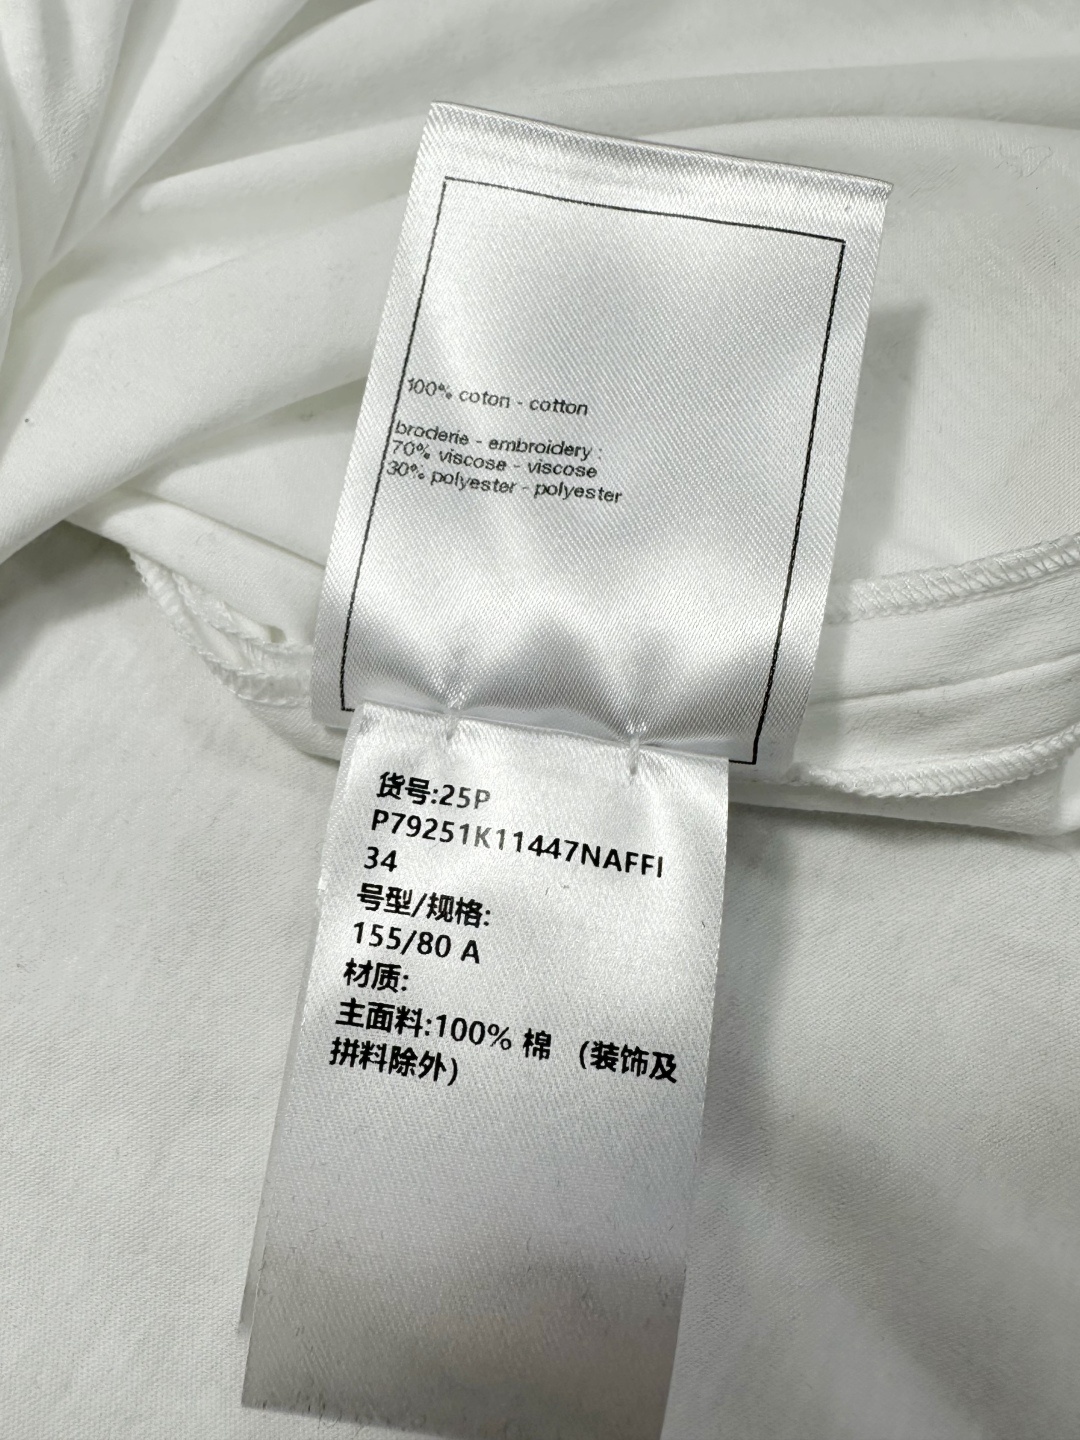 100% coton - cotton
broderie - embroidery :
70% viscose - viscose
30% polyester - polyester
货号:25P
P79251K11447NAFFI
34
号型/规格:
155/80 A
材质:
主面料:100% 棉 （装饰及
拼料除外）